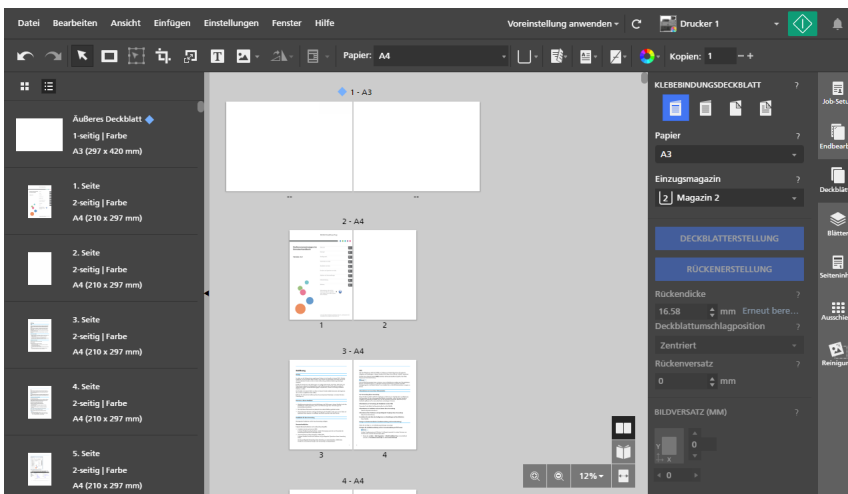 Datei Bearbeiten Ansicht Einfügen Einstellungen Fenster Hilfe Voreinstellung anwenden Drucker 1
Papier: A4 Kopien: 1 - +
Äußeres Deckblatt
1-seitig | Farbe
A3 (297 x 420 mm)
1. Seite
2-seitig | Farbe
A4 (210 x 297 mm)
2. Seite
2-seitig | Farbe
A4 (210 x 297 mm)
3. Seite
2-seitig | Farbe
A4 (210 x 297 mm)
4. Seite
2-seitig | Farbe
A4 (210 x 297 mm)
5. Seite
2-seitig | Farbe
A4 (210 x 297 mm)
1 - A3
-- --
2 - A4
1 2
3 - A4
3 4
4 - A4
12%
KLEBEBINDUNGSDECKBLATT ?
Papier ?
A3
Einzugsmagazin ?
2 Magazin 2
DECKBLATTERSTELLUNG
RÜCKENERSTELLUNG
Rückendicke ?
16.58 mm Erneut bere...
Deckblattumschlagposition ?
Zentriert
Rückenversatz ?
0 mm
BILDVERSATZ (MM) ?
Y 0
X
0
Job-Setu
Endbearb
Deckblät
Blätter
Seiteninh
Ausschie
Reinigur